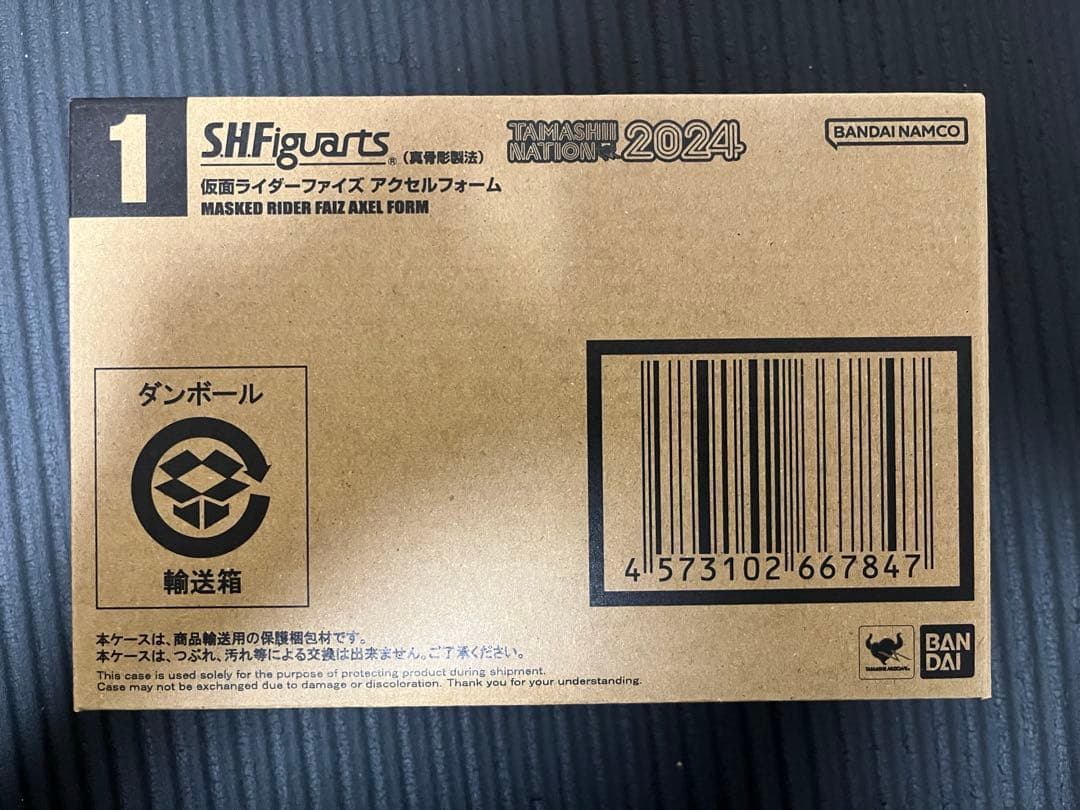 1
S.H.Figuarts®(真骨彫製法)
TAMASHII NATION 2024
BANDAI NAMCO
仮面ライダーファイズ アクセルフォーム
MASKED RIDER FAIZ AXEL FORM
ダンボール
輸送箱
4 573102 667847
本ケースは、商品輸送用の保護梱包材です。
本ケースは、つぶれ、汚れ等による交換は出来ません。ご了承ください。
This case is used solely for the purpose of protecting product during shipment.
Case may not be exchanged due to damage or discoloration. Thank you for your understanding.
BAN
DAI